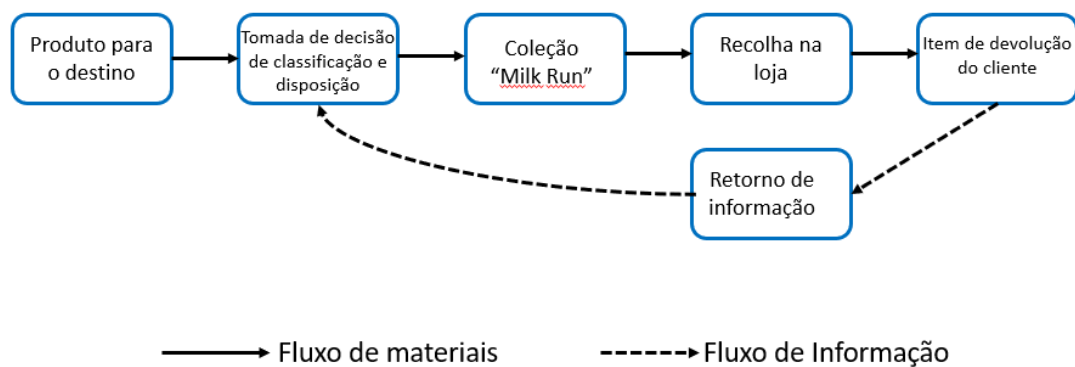 Produto para
o destino
Tomada de decisão
de classificação e
disposição
Coleção
“Milk Run”
Recolha na
loja
Item de devolução
do cliente
Retorno de
informação
Fluxo de materiais
Fluxo de Informação